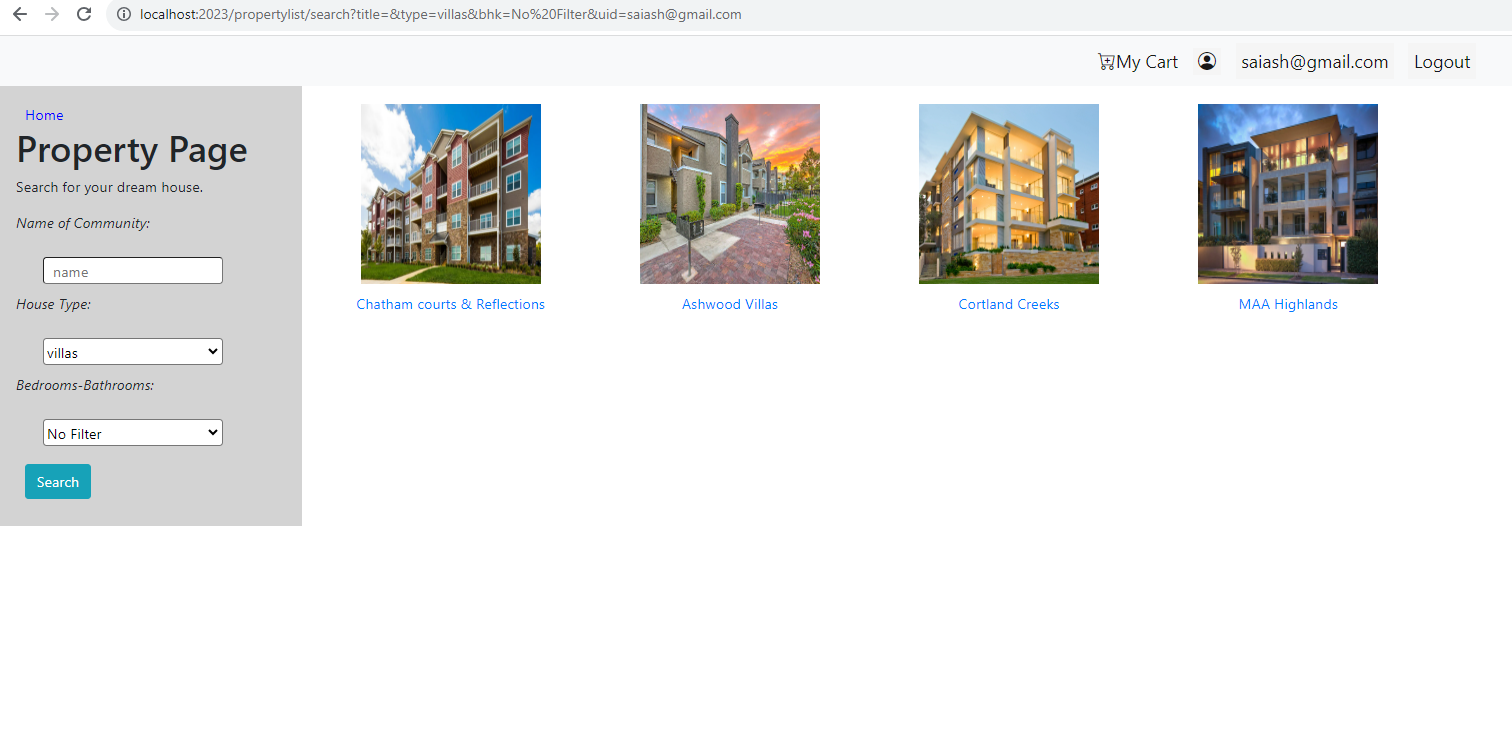 localhost:2023/propertylist/search?title=&type=villas&bhk=No%20Filter&uid=saiash@gmail.com
My Cart
saiash@gmail.com
Logout
Home
Property Page
Search for your dream house.
Name of Community:
name
House Type:
villas
Bedrooms-Bathrooms:
No Filter
Search
Chatham courts & Reflections
Ashwood Villas
Cortland Creeks
MAA Highlands